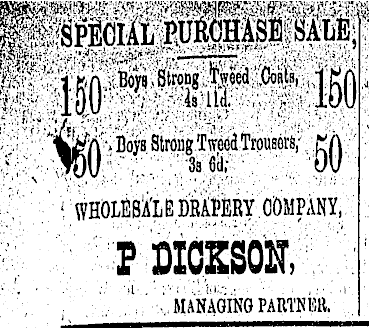 SPECIAL PURCHASE SALE,
150 Boys Strong Tweed Coats, 150
4s 11d.
50 Boys Strong Tweed Trousers, 50
3s 6d,
WHOLESALE DRAPERY COMPANY,
P DICKSON,
MANAGING PARTNER.